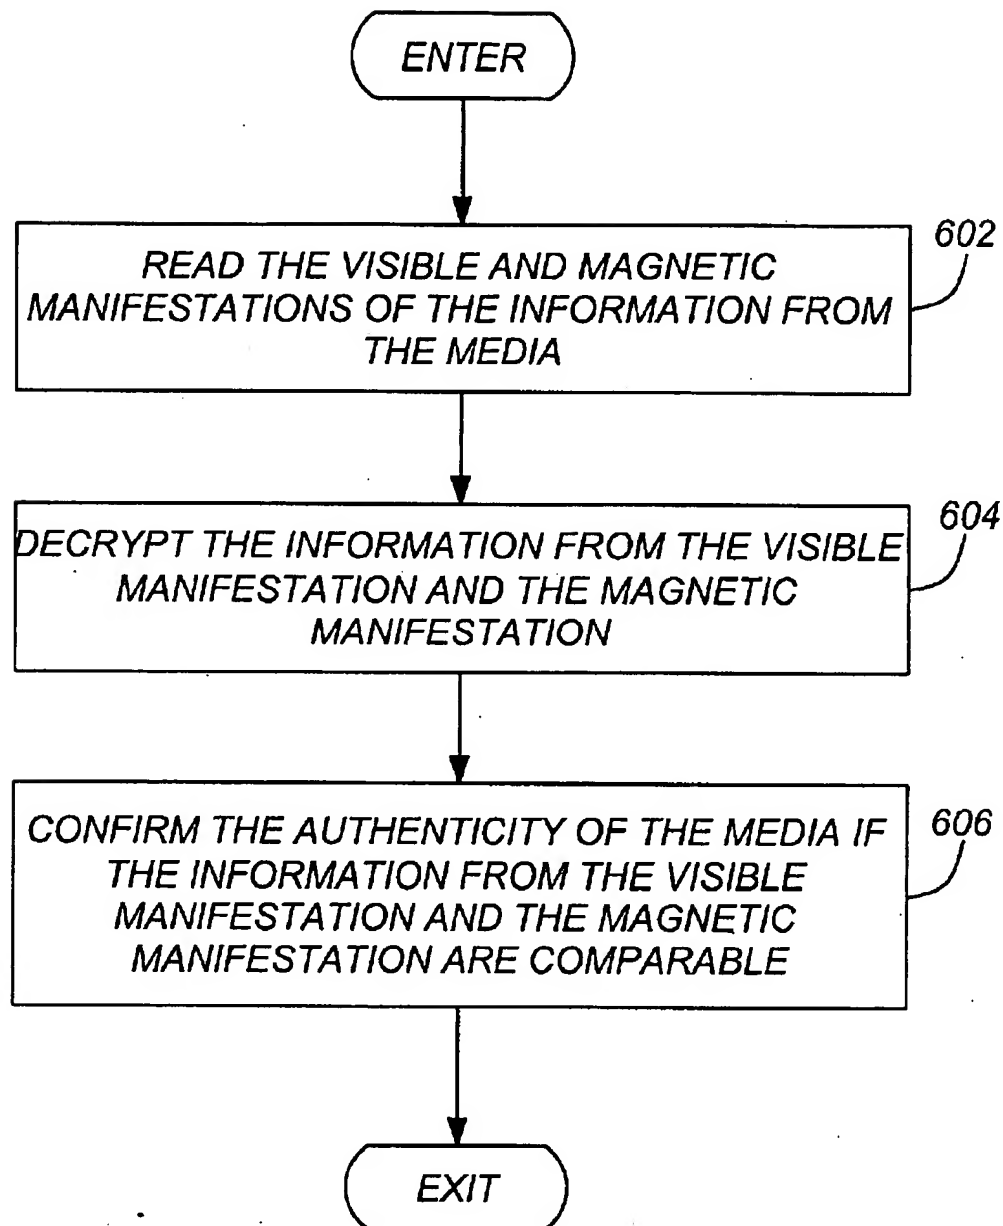 ENTER
602
READ THE VISIBLE AND MAGNETIC
MANIFESTATIONS OF THE INFORMATION FROM
THE MEDIA
604
DECRYPT THE INFORMATION FROM THE VISIBLE
MANIFESTATION AND THE MAGNETIC
MANIFESTATION
606
CONFIRM THE AUTHENTICITY OF THE MEDIA IF
THE INFORMATION FROM THE VISIBLE
MANIFESTATION AND THE MAGNETIC
MANIFESTATION ARE COMPARABLE
EXIT